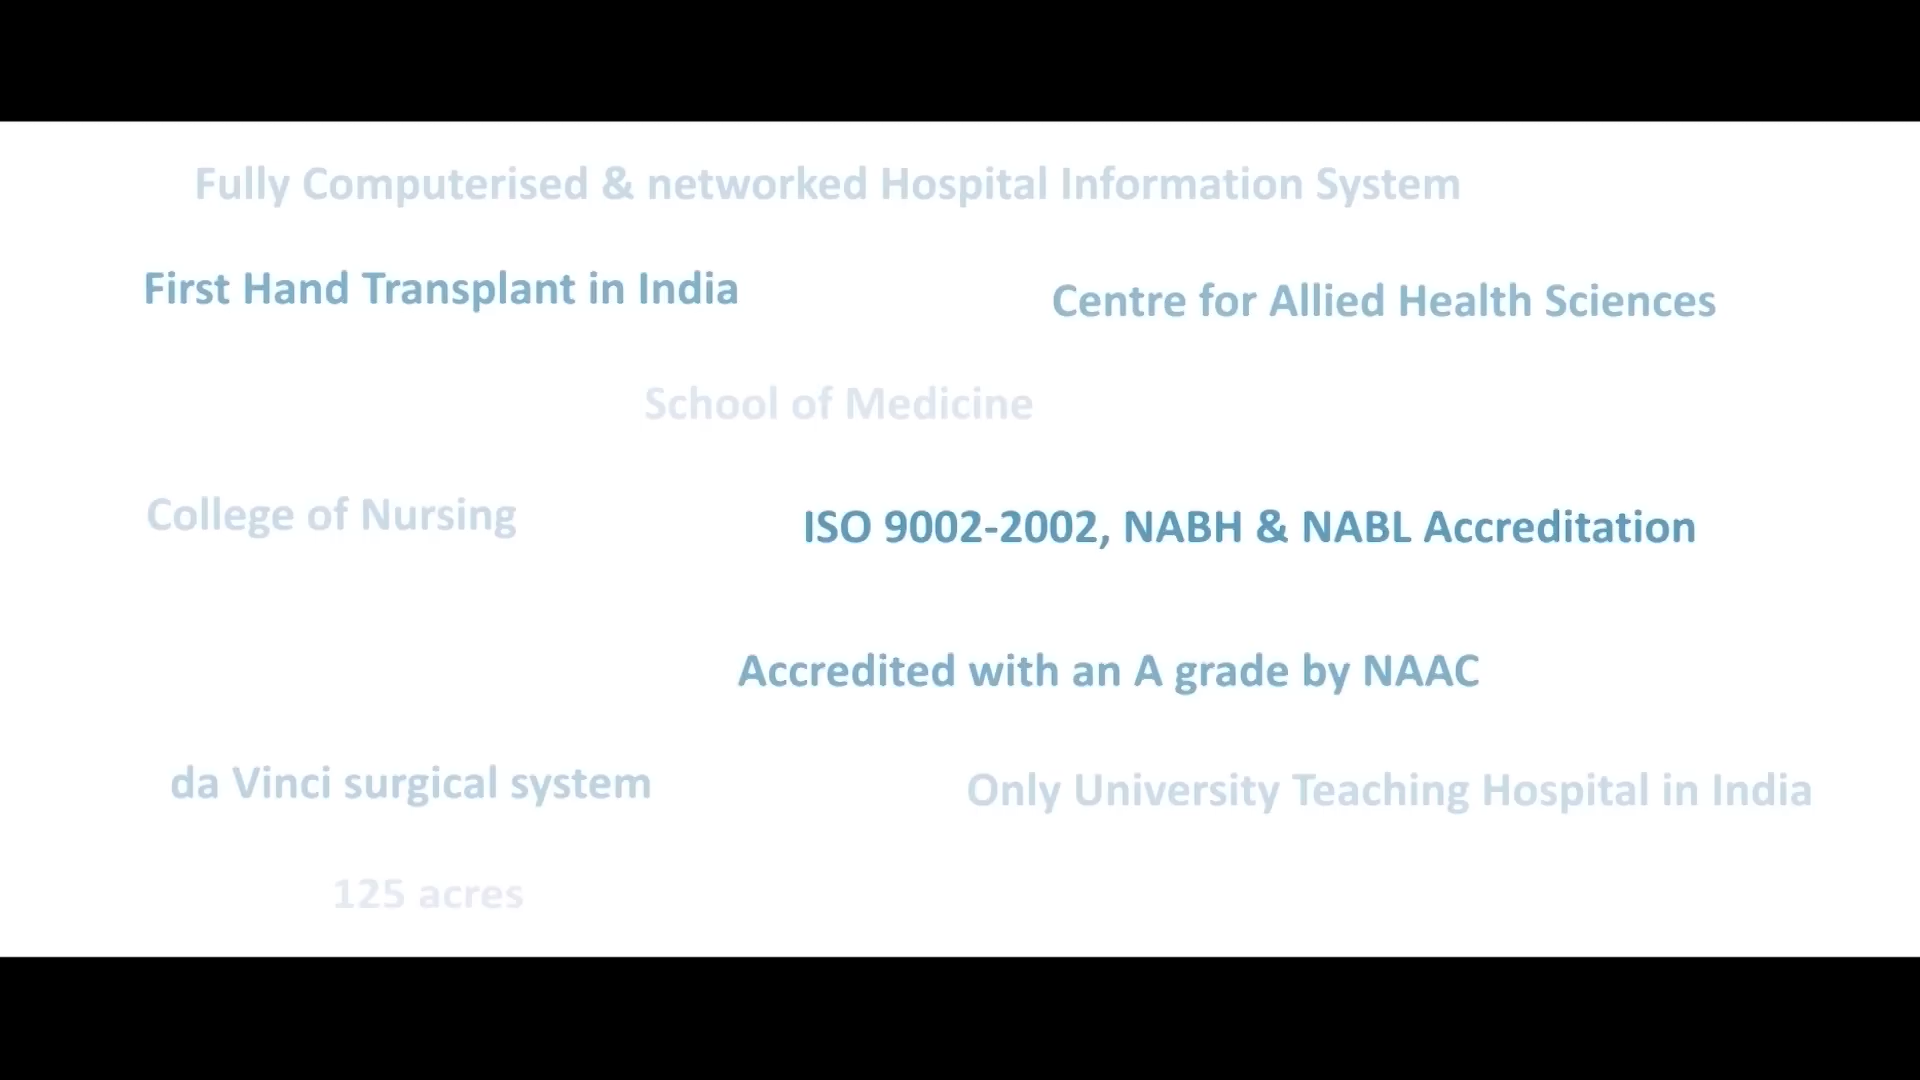 Fully Computerised & networked Hospital Information System
First Hand Transplant in India
Centre for Allied Health Sciences
School of Medicine
College of Nursing
ISO 9002-2002, NABH & NABL Accreditation
Accredited with an A grade by NAAC
da Vinci surgical system
Only University Teaching Hospital in India
125 acres